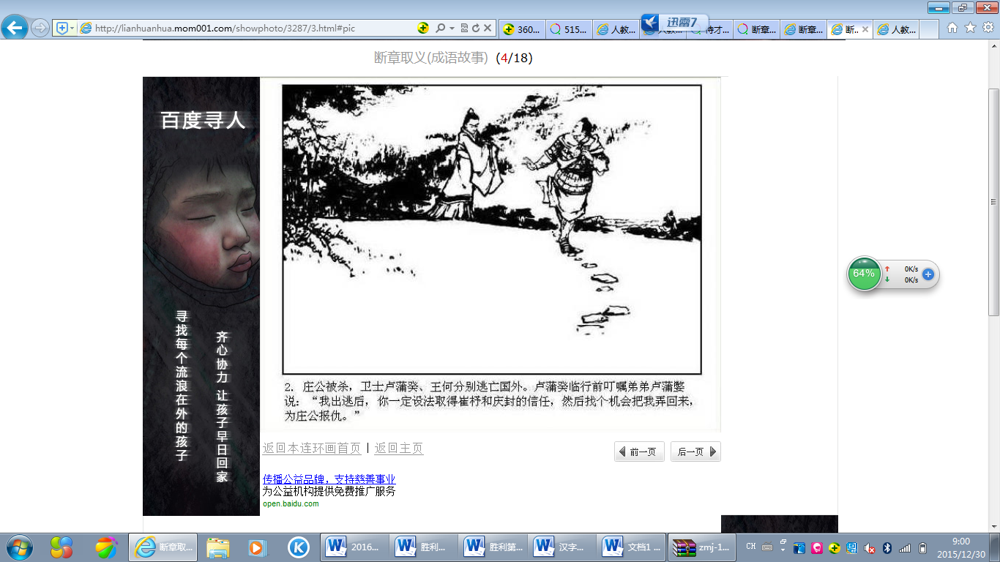 http://lianhuanhua.mom001.com/showphoto/3287/3.html#pic
360...
515...
人教...
断章...
断章...
断..
人教...
迅雷7
断章取义(成语故事) (4/18)
百度寻人
寻找每个流浪在外的孩子
齐心协力 让孩子早日回家
2. 庄公被杀，卫士卢蒲癸、王何分别逃亡国外。卢蒲癸临行前叮嘱弟弟卢蒲嫳
说：“我出逃后，你一定设法取得崔杼和庆封的信任，然后找个机会把我弄回来，
为庄公报仇。”
返回本连环画首页 | 返回主页
前一页
后一页
传播公益品牌，支持慈善事业
为公益机构提供免费推广服务
open.baidu.com
64%
0K/s
0K/s
断章取...
2016...
胜利...
胜利第...
汉字...
文档1 ...
zmj-1...
CH
9:00
2015/12/30